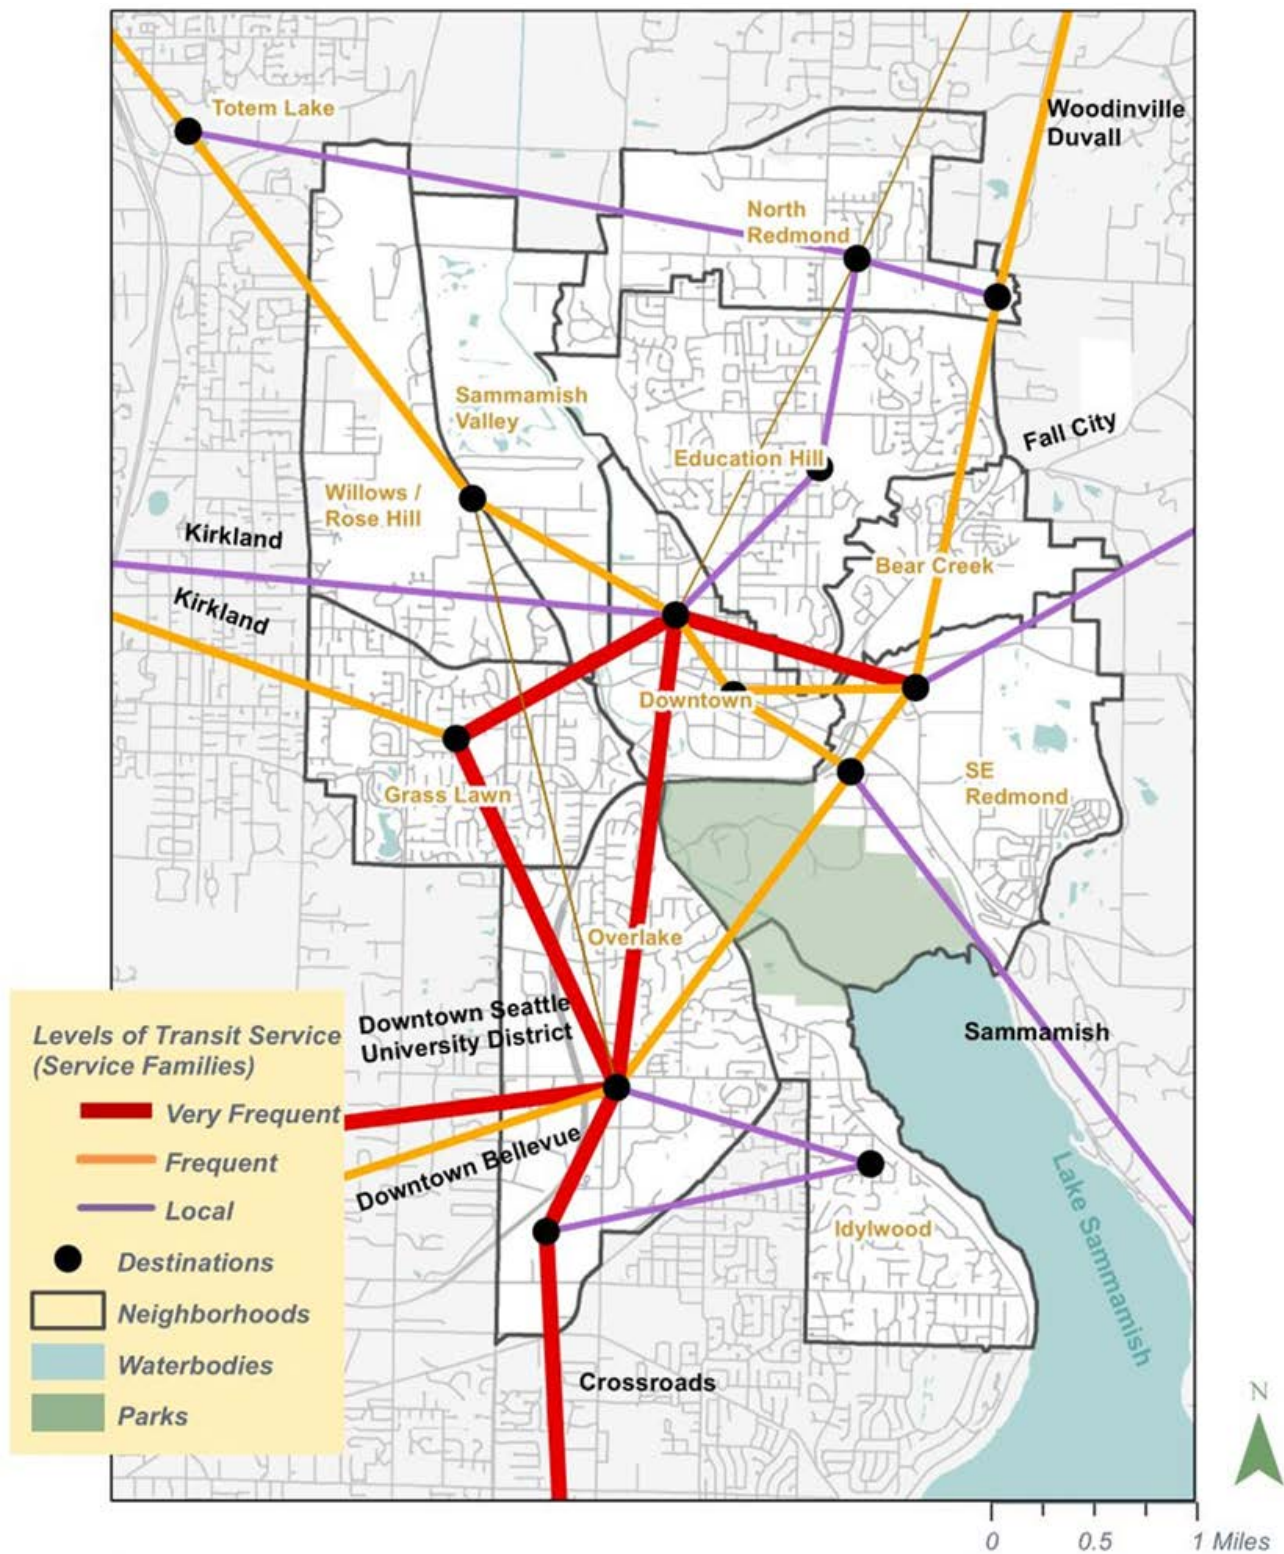 Totem Lake
Woodinville
Duvall
North
Redmond
Sammamish
Valley
Fall City
Education Hill
Willows /
Rose Hill
Kirkland
Bear Creek
Kirkland
Downtown
SE
Redmond
Grass Lawn
Overlake
Downtown Seattle
University District
Sammamish
Levels of Transit Service
(Service Families)
Very Frequent
Frequent
Local
Destinations
Neighborhoods
Waterbodies
Parks
Downtown Bellevue
Idylwood
Lake Sammamish
Crossroads
N
0 0.5 1 Miles